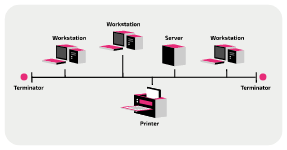 Workstation
Workstation
Server
Workstation
Terminator
Terminator
Printer